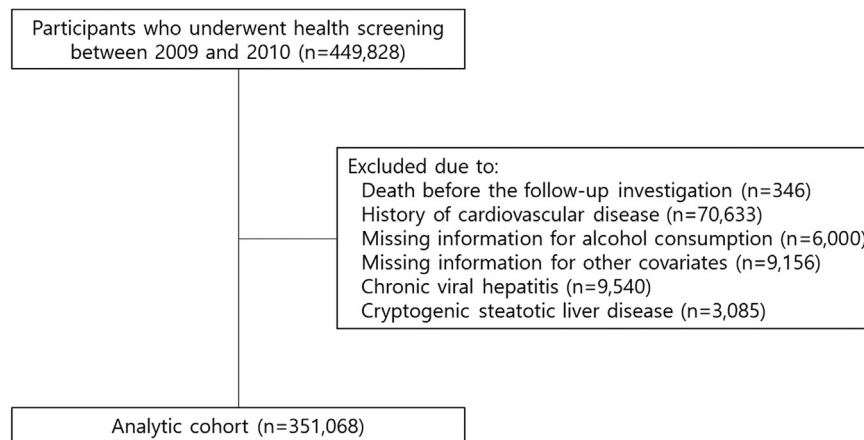 Participants who underwent health screening
between 2009 and 2010 (n=449,828)
Excluded due to:
Death before the follow-up investigation (n=346)
History of cardiovascular disease (n=70,633)
Missing information for alcohol consumption (n=6,000)
Missing information for other covariates (n=9,156)
Chronic viral hepatitis (n=9,540)
Cryptogenic steatotic liver disease (n=3,085)
Analytic cohort (n=351,068)